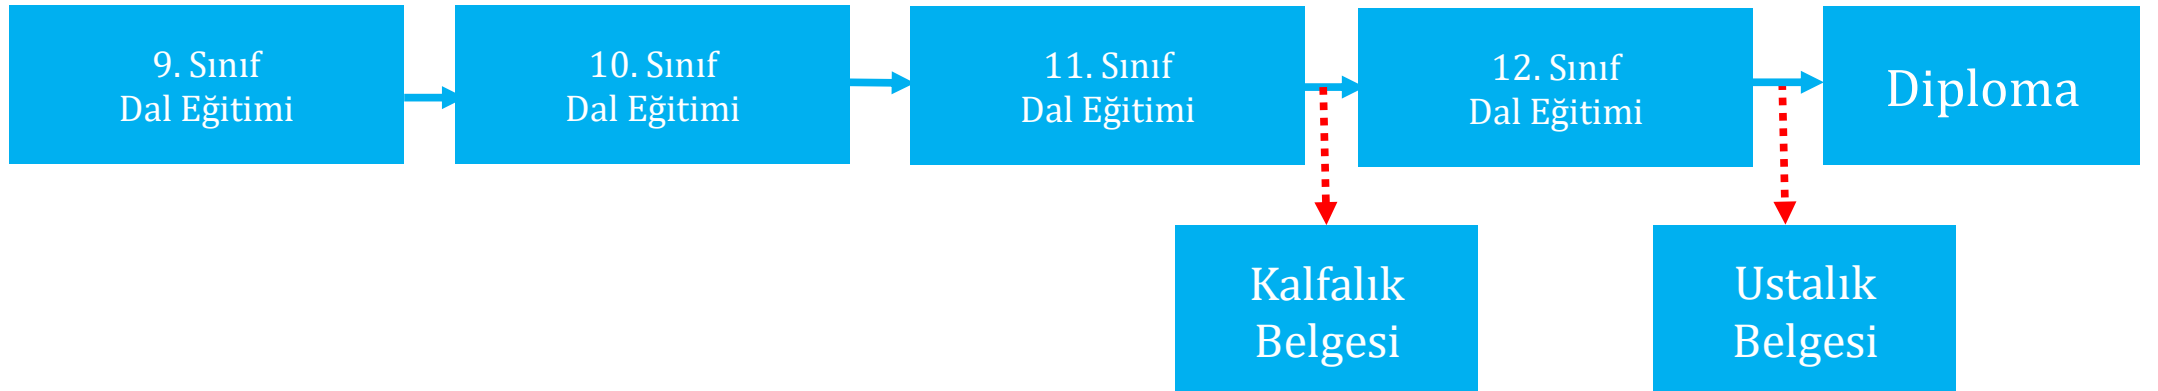 9. Sınıf
Dal Eğitimi
10. Sınıf
Dal Eğitimi
11. Sınıf
Dal Eğitimi
12. Sınıf
Dal Eğitimi
Diploma
Kalfalık
Belgesi
Ustalık
Belgesi